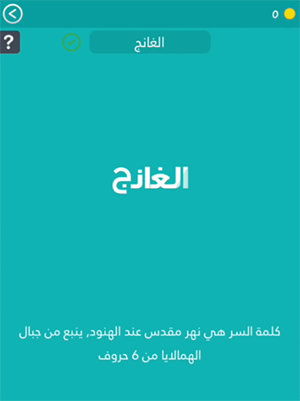 0
?
الغانج
الغانج
كلمة السر هي نهر مقدس عند الهنود, ينبع من جبال
الهمالايا من 6 حروف